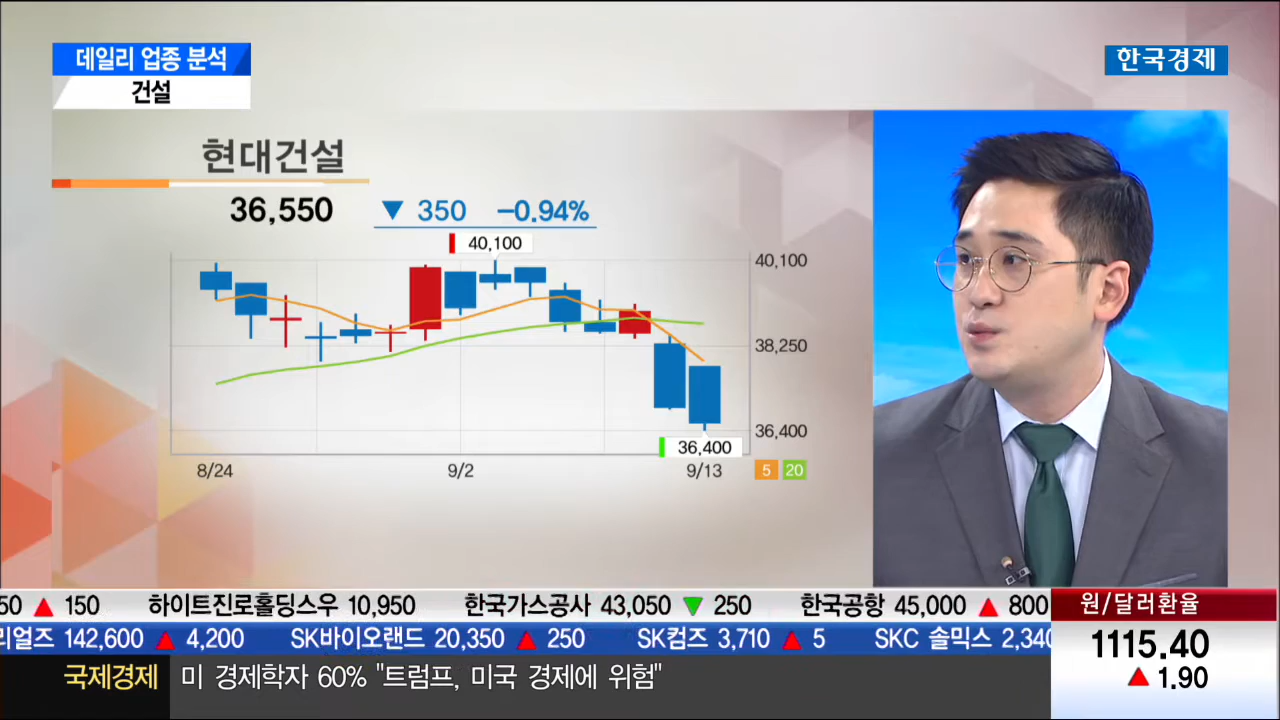 데일리 업종 분석
건설
한국경제
현대건설
36,550 ▼ 350 -0.94%
40,100
40,100
38,250
36,400
36,400
8/24 9/2 9/13 5 20
50 ▲ 150 하이트진로홀딩스우 10,950 한국가스공사 43,050 ▼ 250 한국공항 45,000 ▲ 800
리얼즈 142,600 ▲ 4,200 SK바이오랜드 20,350 ▲ 250 SK컴즈 3,710 ▲ 5 SKC 솔믹스 2,340
원/달러환율
1115.40
▲ 1.90
국제경제 미 경제학자 60% "트럼프, 미국 경제에 위험"